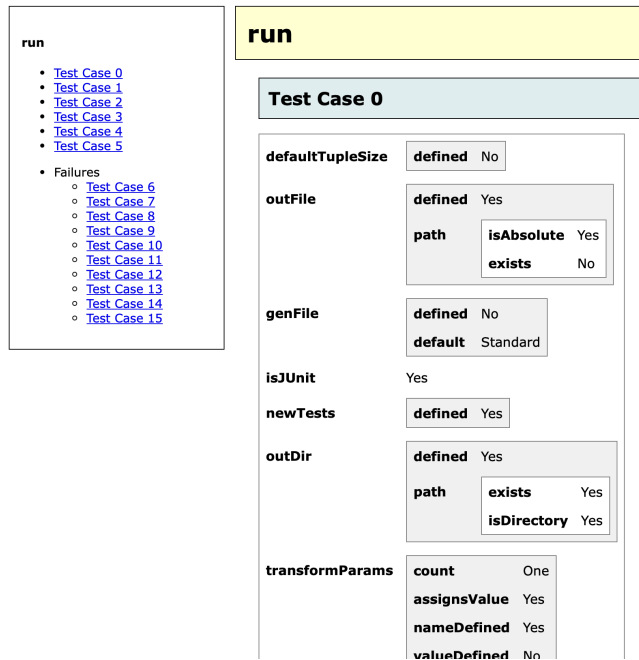 run
Test Case 0
Test Case 1
Test Case 2
Test Case 3
Test Case 4
Test Case 5
Failures
Test Case 6
Test Case 7
Test Case 8
Test Case 9
Test Case 10
Test Case 11
Test Case 12
Test Case 13
Test Case 14
Test Case 15
run
Test Case 0
defaultTupleSize defined No
outFile defined Yes
path isAbsolute Yes
exists No
genFile defined No
default Standard
isJUnit Yes
newTests defined Yes
outDir defined Yes
path exists Yes
isDirectory Yes
transformParams count One
assignsValue Yes
nameDefined Yes
valueDefined No